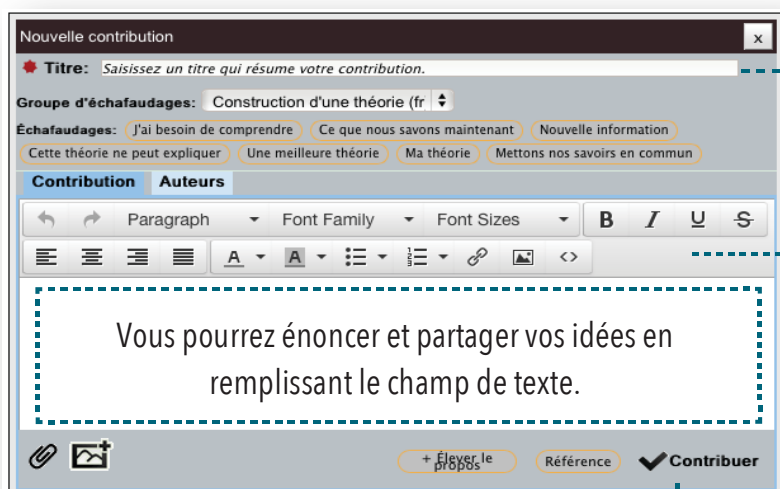 Nouvelle contribution x
Titre: Saisissez un titre qui résume votre contribution.
Groupe d'échafaudages: Construction d'une théorie (fr
Échafaudages: J'ai besoin de comprendre Ce que nous savons maintenant Nouvelle information
Cette théorie ne peut expliquer Une meilleure théorie Ma théorie Mettons nos savoirs en commun
Contribution Auteurs
Paragraph Font Family Font Sizes B I U S
A A
Vous pourrez énoncer et partager vos idées en
remplissant le champ de texte.
+ Élever le
propos Référence Contribuer